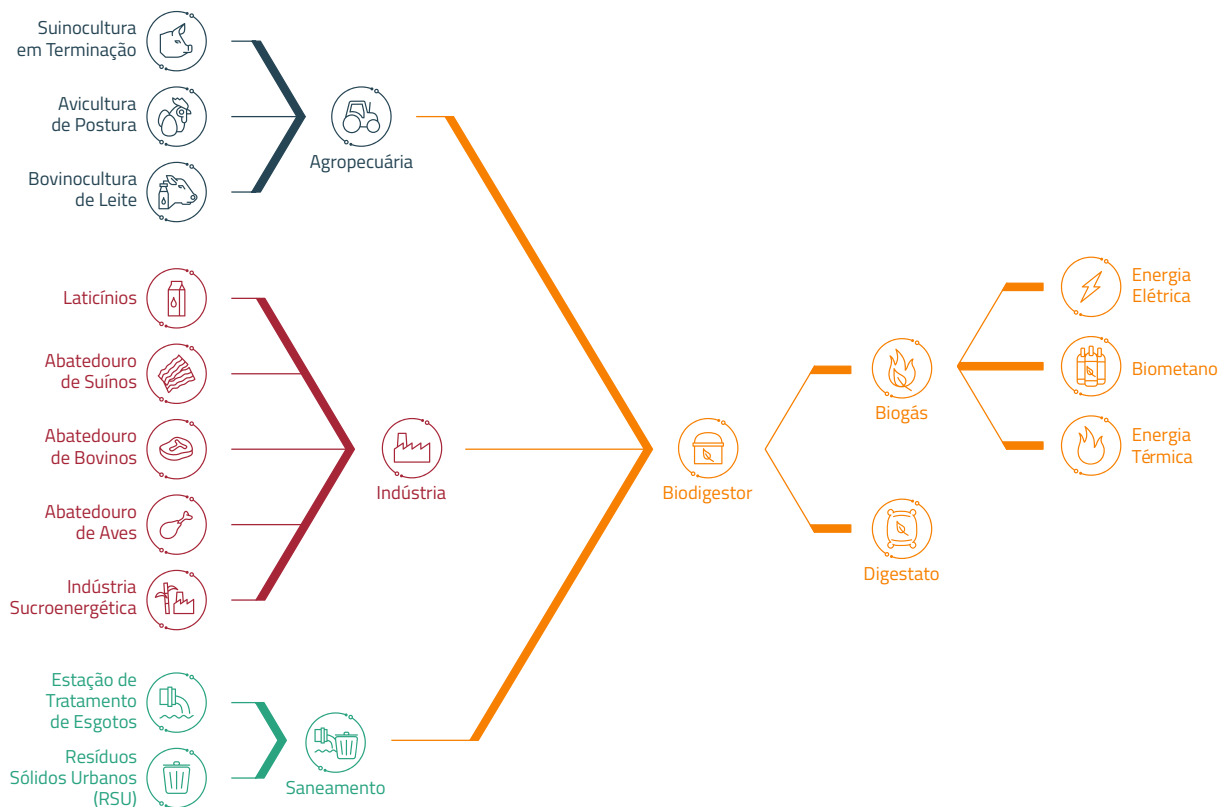 Suinocultura
em Terminação
Avicultura
de Postura
Bovinocultura
de Leite
Agropecuária
Laticínios
Abatedouro
de Suínos
Abatedouro
de Bovinos
Abatedouro
de Aves
Indústria
Sucroenergética
Indústria
Estação de
Tratamento
de Esgotos
Resíduos
Sólidos Urbanos
(RSU)
Saneamento
Biodigestor
Biogás
Digestato
Energia
Elétrica
Biometano
Energia
Térmica